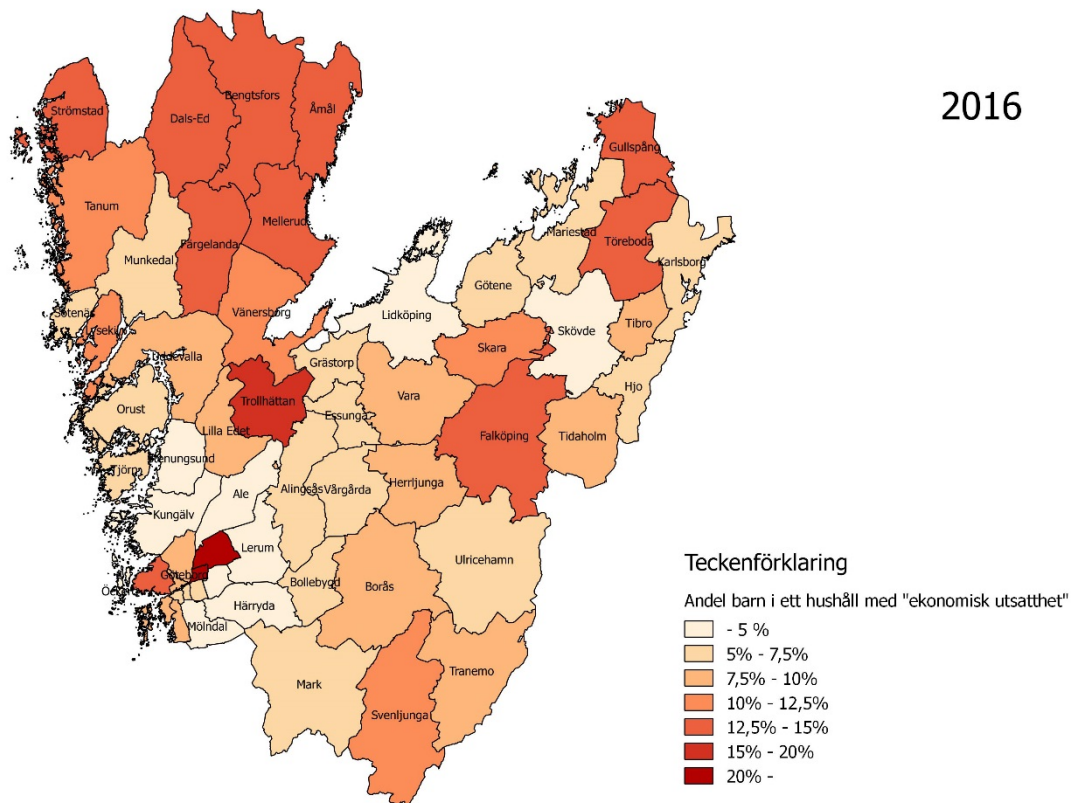 2016
Strömstad
Dals-Ed
Bengtsfors
Åmål
Gullspång
Tanum
Mellerud
Färgelanda
Töreboda
Mariestad
Karlsborg
Munkedal
Götene
Sotenäs
Lysekil
Vänersborg
Lidköping
Skövde
Tibro
Uddevalla
Skara
Grästorp
Hjo
Trollhättan
Vara
Orust
Essunga
Lilla Edet
Falköping
Tidaholm
Stenungsund
Tjörn
Ale
Alingsås
Vårgårda
Herrljunga
Kungälv
Lerum
Ulricehamn
Göteborg
Bollebygd
Borås
Härryda
Mölndal
Mark
Tranemo
Svenljunga
Teckenförklaring
Andel barn i ett hushåll med "ekonomisk utsatthet"
- 5 %
5% - 7,5%
7,5% - 10%
10% - 12,5%
12,5% - 15%
15% - 20%
20% -